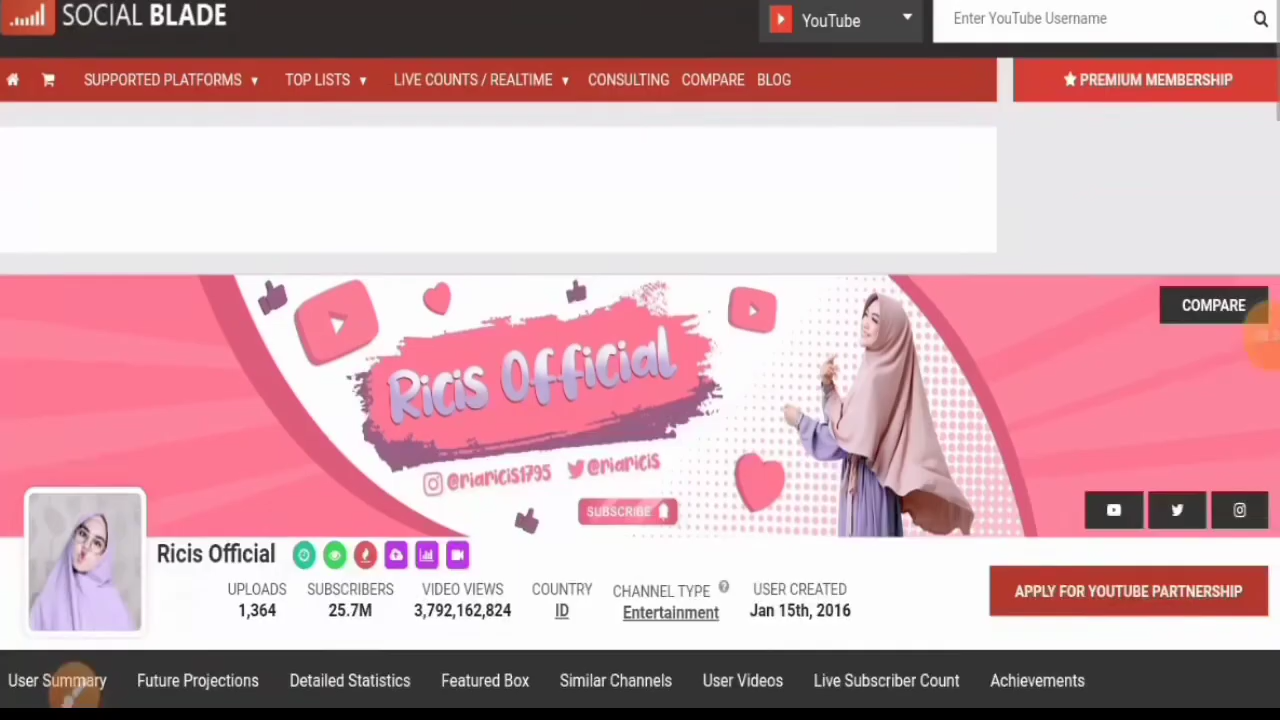 SOCIAL BLADE
YouTube
Enter YouTube Username
SUPPORTED PLATFORMS
TOP LISTS
LIVE COUNTS / REALTIME
CONSULTING
COMPARE
BLOG
PREMIUM MEMBERSHIP
COMPARE
Ricis Official
@riaricis1795
@riaricis
SUBSCRIBE
Ricis Official
UPLOADS
1,364
SUBSCRIBERS
25.7M
VIDEO VIEWS
3,792,162,824
COUNTRY
ID
CHANNEL TYPE
Entertainment
USER CREATED
Jan 15th, 2016
APPLY FOR YOUTUBE PARTNERSHIP
User Summary
Future Projections
Detailed Statistics
Featured Box
Similar Channels
User Videos
Live Subscriber Count
Achievements